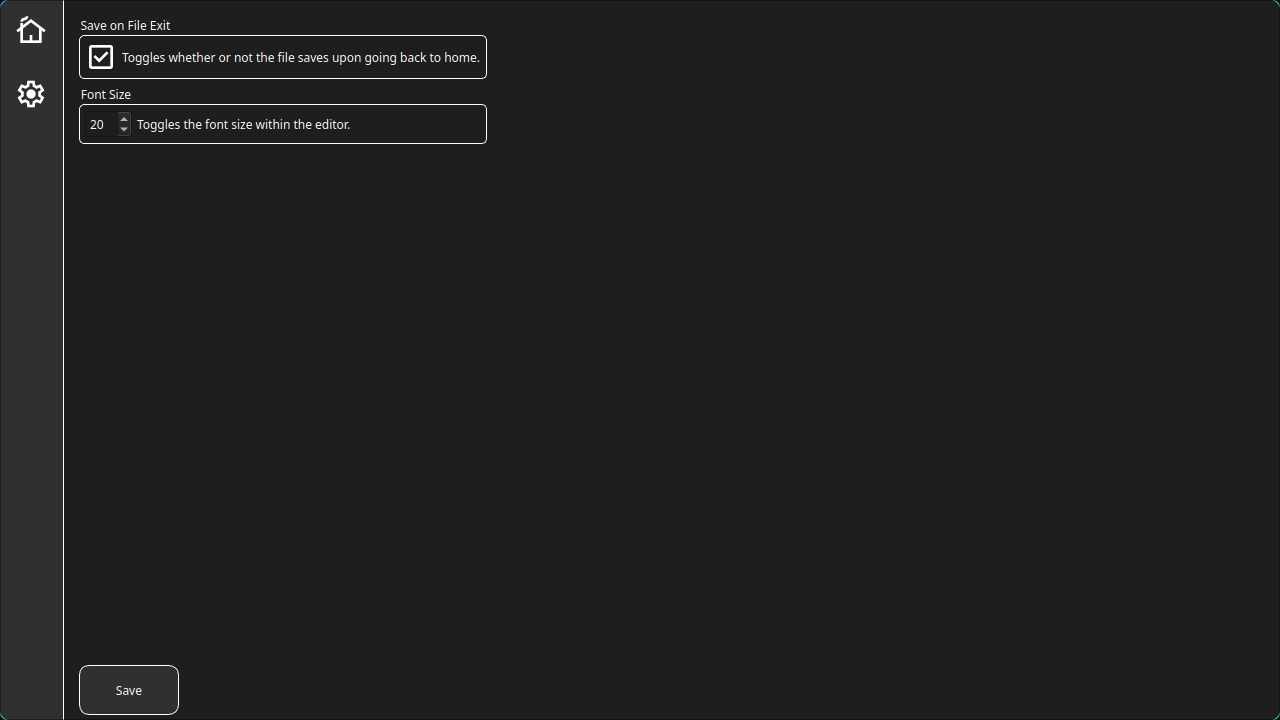 Save on File Exit
Toggles whether or not the file saves upon going back to home.
Font Size
20 Toggles the font size within the editor.
Save